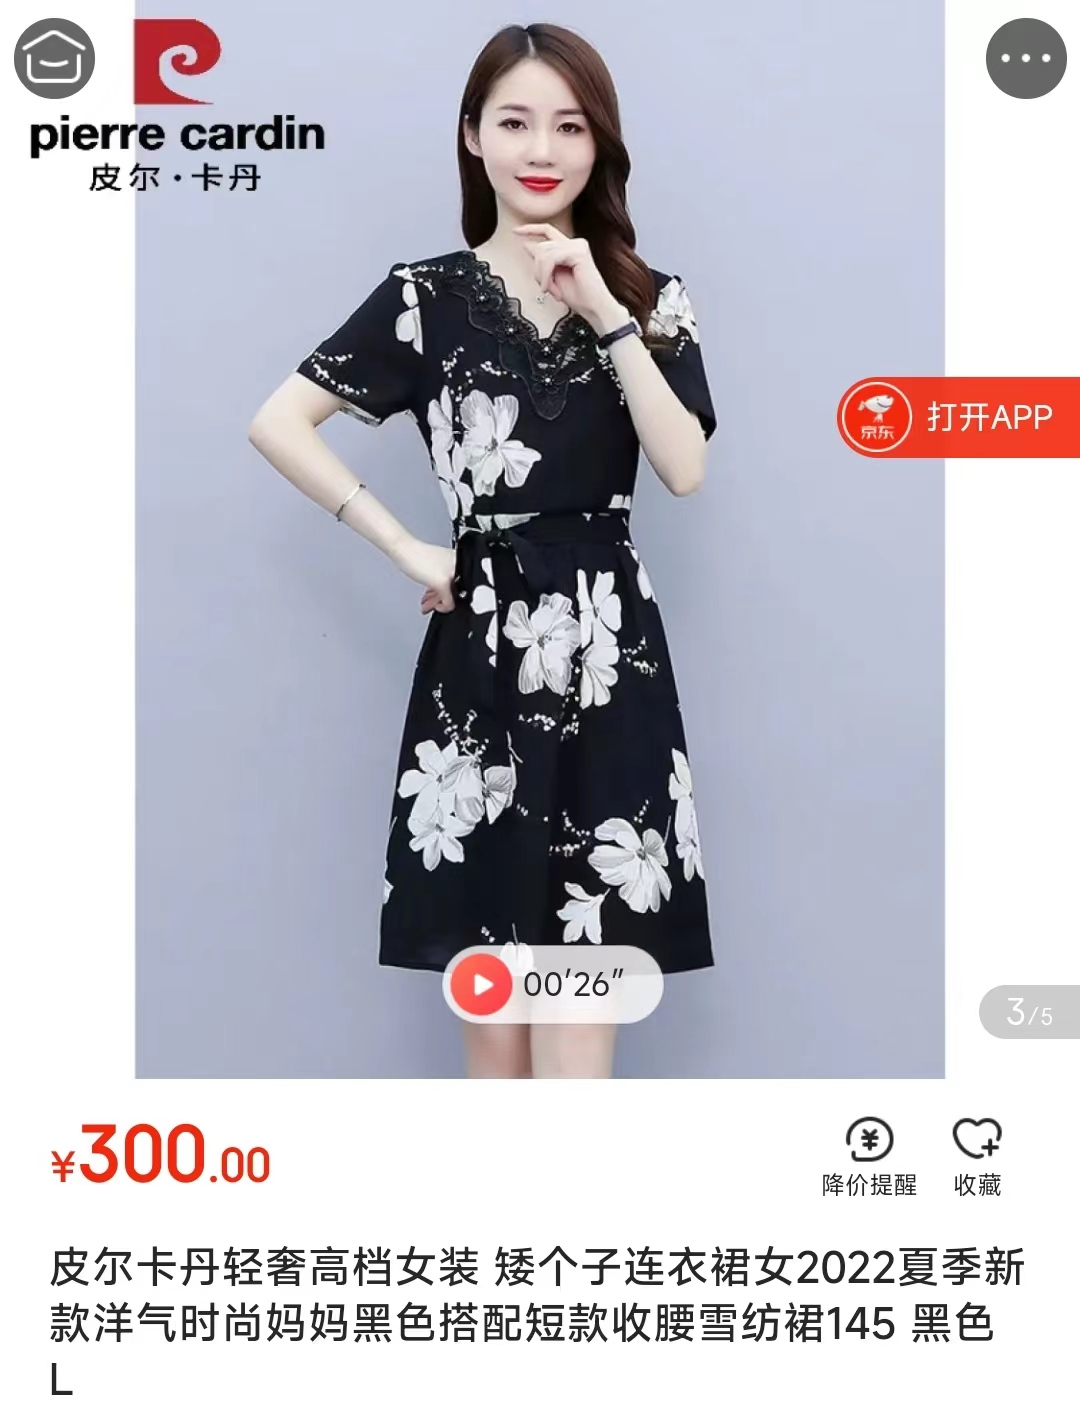 pierre cardin
皮尔·卡丹
京东
打开APP
00'26"
3/5
¥300.00
降价提醒
收藏
皮尔卡丹轻奢高档女装 矮个子连衣裙女2022夏季新
款洋气时尚妈妈黑色搭配短款收腰雪纺裙145 黑色
L